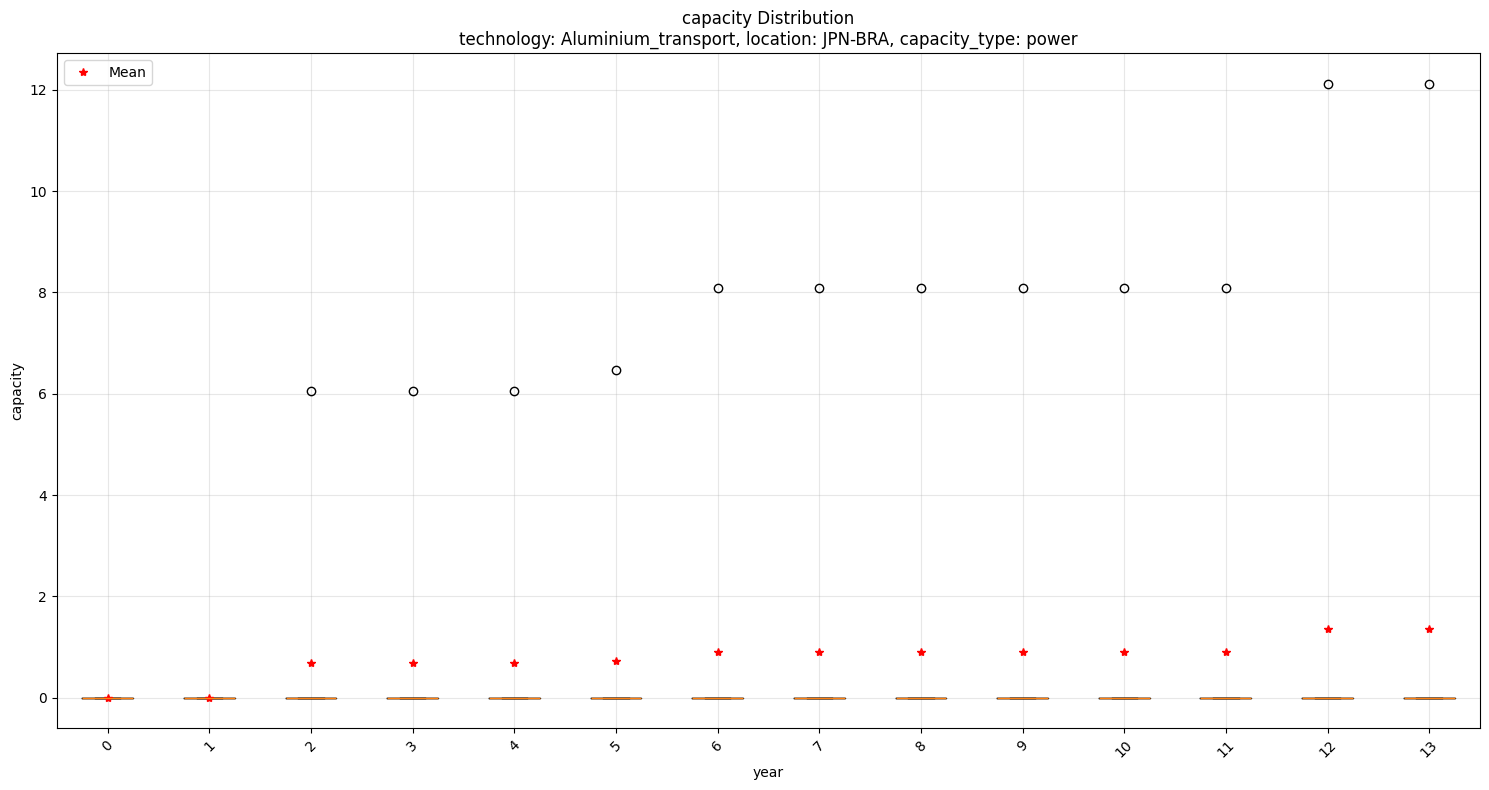 capacity Distribution
technology: Aluminium_transport, location: JPN-BRA, capacity_type: power
Mean
12
10
8
6
4
2
0
capacity
0 1 2 3 4 5 6 7 8 9 10 11 12 13
year